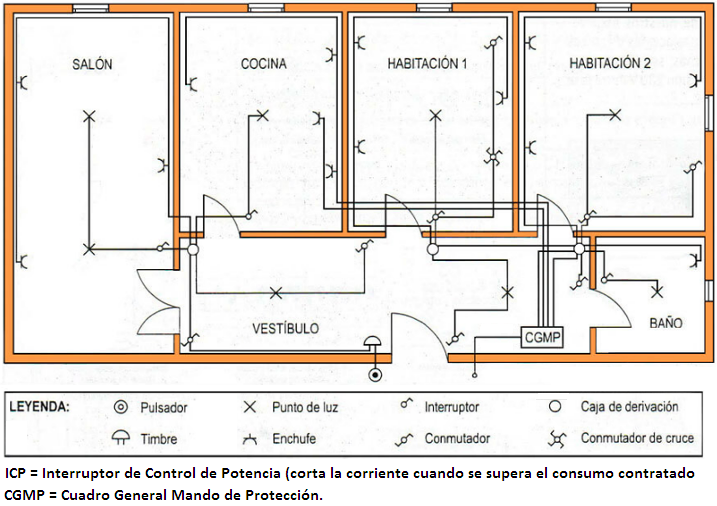 SALÓN
COCINA
HABITACIÓN 1
HABITACIÓN 2
VESTÍBULO
CGMP
BAÑO
LEYENDA:
Pulsador
Punto de luz
Interruptor
Caja de derivación
Timbre
Enchufe
Conmutador
Conmutador de cruce
ICP = Interruptor de Control de Potencia (corta la corriente cuando se supera el consumo contratado
CGMP = Cuadro General Mando de Protección.